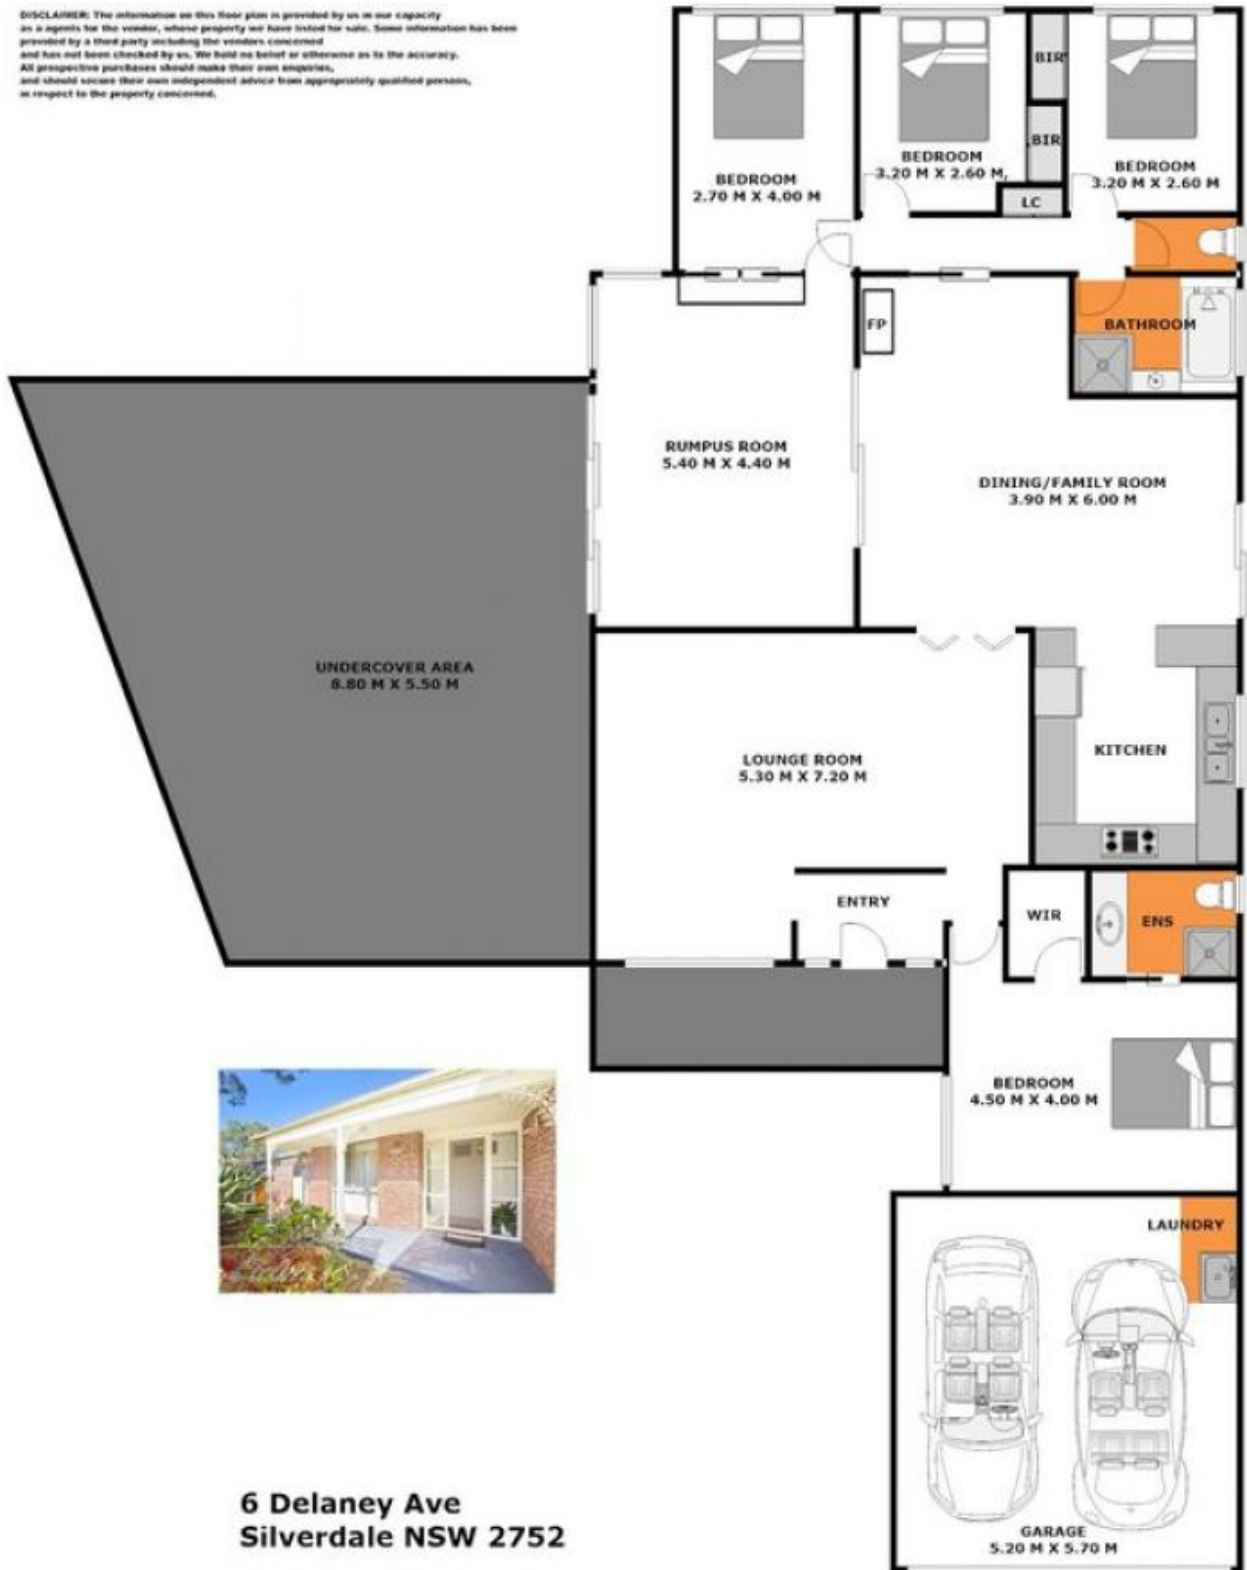 DISCLAIMER: The information on this floor plan is provided by us in our capacity
as a agents for the vendor, whose property we have listed for sale. Some information has been
provided by a third party including the vendors concerned
and has not been checked by us. We hold no belief or otherwise as to the accuracy.
All prospective purchases should make their own enquiries,
and should secure their own independent advice from appropriately qualified persons,
in respect to the property concerned.
BIR
BIR
BEDROOM
2.70 M X 4.00 M
BEDROOM
3.20 M X 2.60 M,
BEDROOM
3.20 M X 2.60 M
LC
FP
BATHROOM
RUMPUS ROOM
5.40 M X 4.40 M
DINING/FAMILY ROOM
3.90 M X 6.00 M
UNDERCOVER AREA
8.80 M X 5.50 M
LOUNGE ROOM
5.30 M X 7.20 M
KITCHEN
ENTRY
WIR
ENS
BEDROOM
4.50 M X 4.00 M
LAUNDRY
GARAGE
5.20 M X 5.70 M
6 Delaney Ave
Silverdale NSW 2752